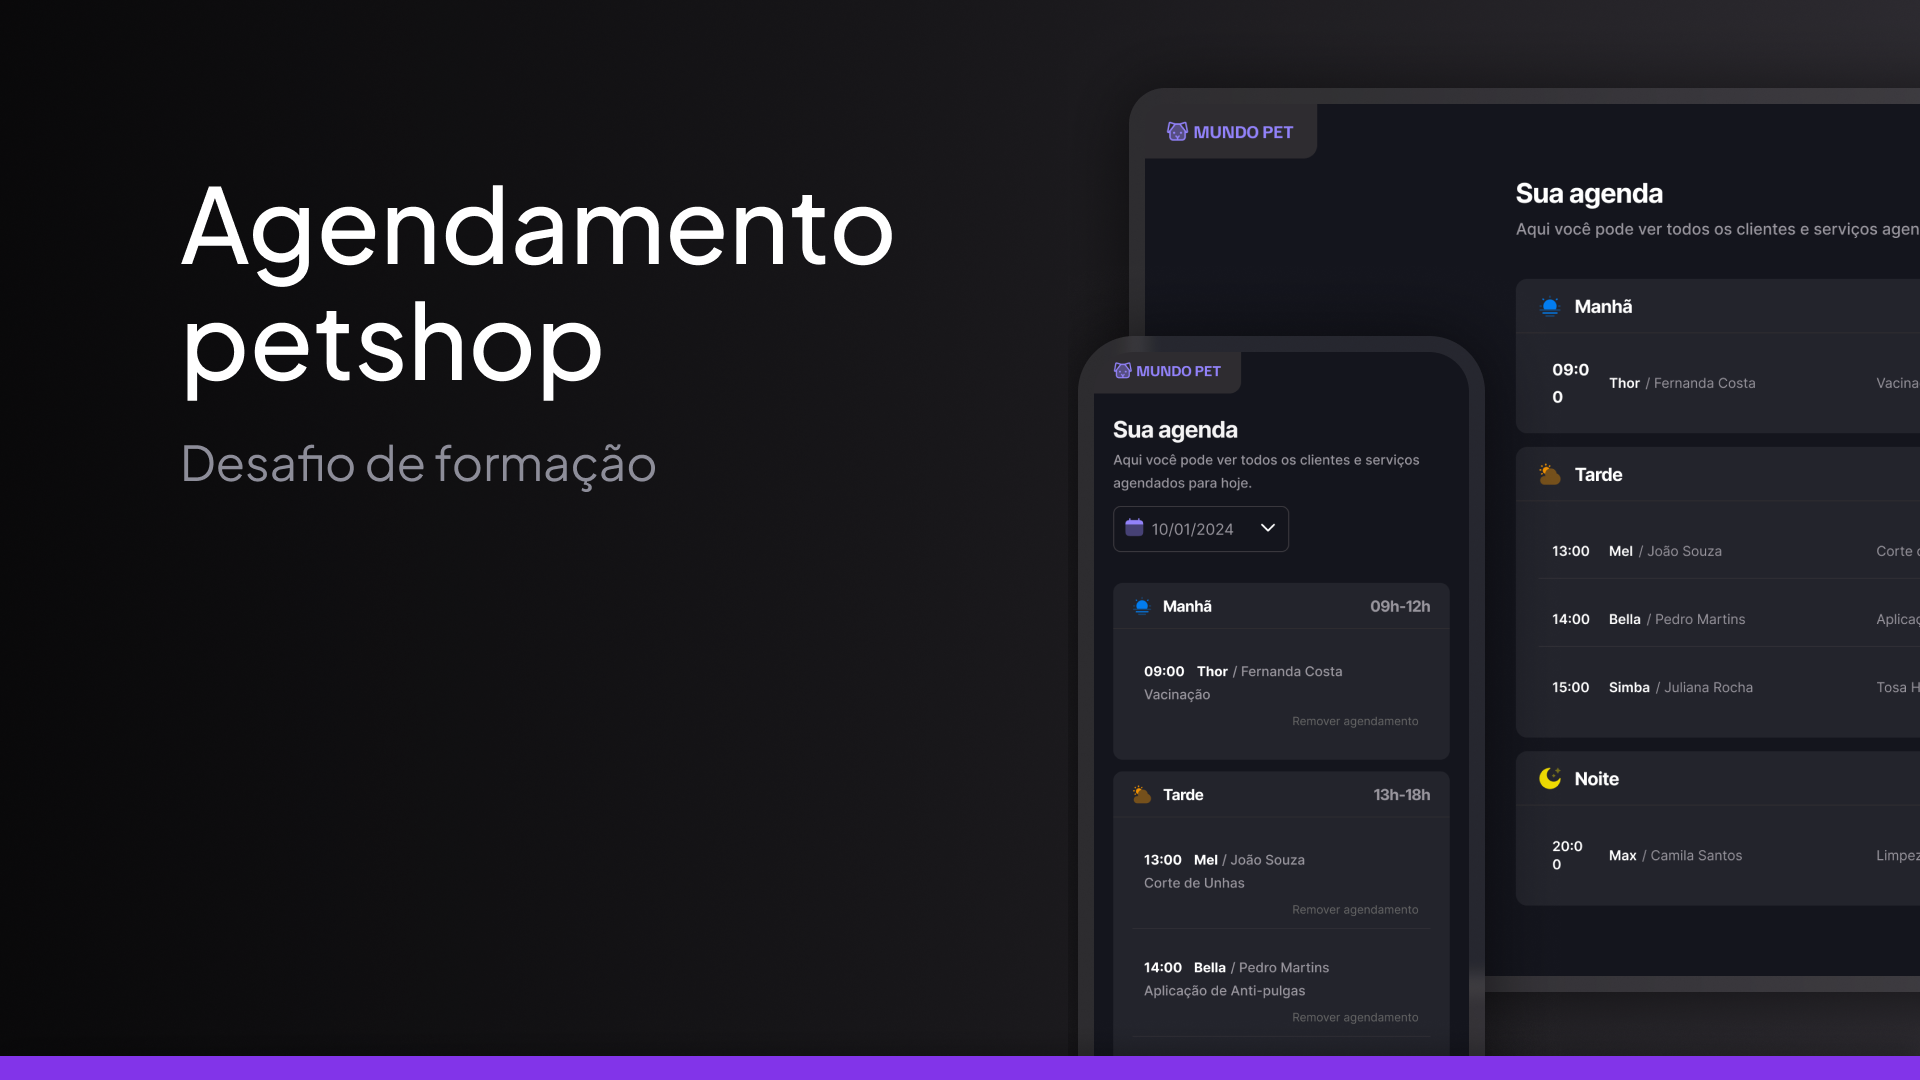 Agendamento
petshop
Desafio de formação
MUNDO PET
Sua agenda
Aqui você pode ver todos os clientes e serviços
agendados para hoje.
10/01/2024
Manhã 09h-12h
09:00 Thor / Fernanda Costa
Vacinação
Remover agendamento
Tarde 13h-18h
13:00 Mel / João Souza
Corte de Unhas
Remover agendamento
14:00 Bella / Pedro Martins
Aplicação de Anti-pulgas
Remover agendamento
MUNDO PET
Sua agenda
Aqui você pode ver todos os clientes e serviços agen
Manhã
09:0
0
Thor / Fernanda Costa Vacina
Tarde
13:00 Mel / João Souza Corte
14:00 Bella / Pedro Martins Aplicaç
15:00 Simba / Juliana Rocha Tosa H
Noite
20:0
0
Max / Camila Santos Limpez